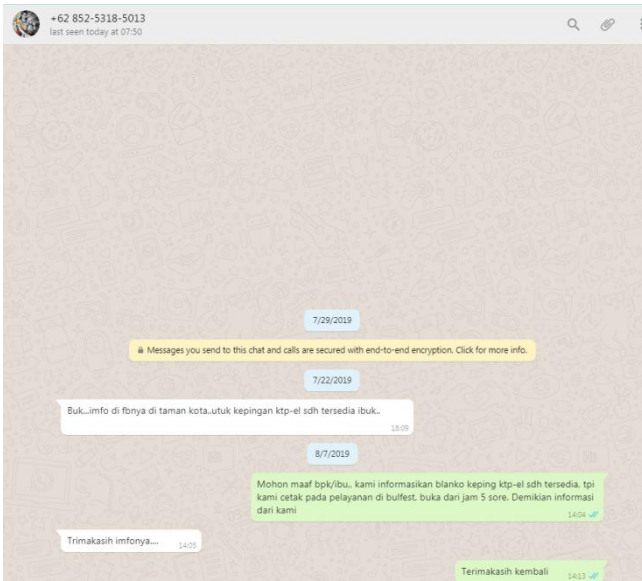 +62 852-5318-5013
last seen today at 07:50
7/29/2019
Messages you send to this chat and calls are secured with end-to-end encryption. Click for more info.
7/22/2019
Buk...imfo di fbnya di taman kota..utuk kepingan ktp-el sdh tersedia ibuk..
18:09
8/7/2019
Mohon maaf bpk/ibu,, kami informasikan blanko keping ktp-el sdh tersedia, tpi
kami cetak pada pelayanan di bulfest, buka dari jam 5 sore. Demikian informasi
dari kami
14:04
Trimakasih imfonya....
14:05
Terimakasih kembali
14:13